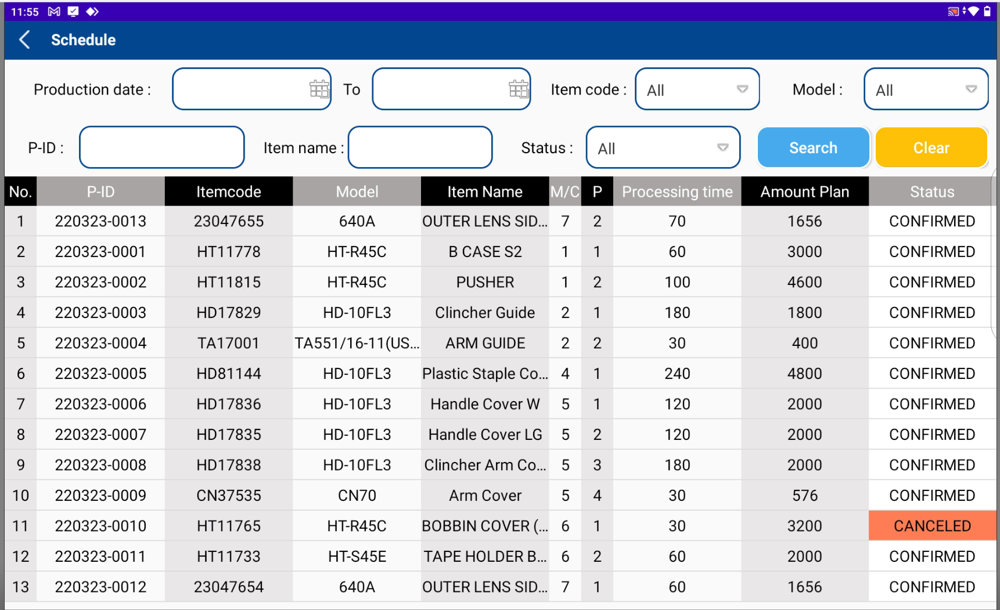 11:55
Schedule
Production date : To Item code : All Model : All
P-ID : Item name : Status : All Search Clear
No. P-ID Itemcode Model Item Name M/C P Processing time Amount Plan Status
1 220323-0013 23047655 640A OUTER LENS SID... 7 2 70 1656 CONFIRMED
2 220323-0001 HT11778 HT-R45C B CASE S2 1 1 60 3000 CONFIRMED
3 220323-0002 HT11815 HT-R45C PUSHER 1 2 100 4600 CONFIRMED
4 220323-0003 HD17829 HD-10FL3 Clincher Guide 2 1 180 1800 CONFIRMED
5 220323-0004 TA17001 TA551/16-11(US... ARM GUIDE 2 2 30 400 CONFIRMED
6 220323-0005 HD81144 HD-10FL3 Plastic Staple Co... 4 1 240 4800 CONFIRMED
7 220323-0006 HD17836 HD-10FL3 Handle Cover W 5 1 120 2000 CONFIRMED
8 220323-0007 HD17835 HD-10FL3 Handle Cover LG 5 2 120 2000 CONFIRMED
9 220323-0008 HD17838 HD-10FL3 Clincher Arm Co... 5 3 180 2000 CONFIRMED
10 220323-0009 CN37535 CN70 Arm Cover 5 4 30 576 CONFIRMED
11 220323-0010 HT11765 HT-R45C BOBBIN COVER (... 6 1 30 3200 CANCELED
12 220323-0011 HT11733 HT-S45E TAPE HOLDER B... 6 2 60 2000 CONFIRMED
13 220323-0012 23047654 640A OUTER LENS SID... 7 1 60 1656 CONFIRMED